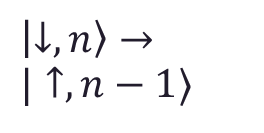 |↓, n⟩ →
| ↑, n − 1⟩